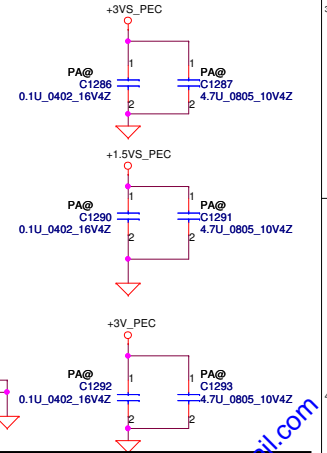 +3VS_PEC
1 1
PA@ PA@
C1286 C1287
0.1U_0402_16V4Z 4.7U_0805_10V4Z
2 2
+1.5VS_PEC
1 1
PA@ PA@
C1290 C1291
0.1U_0402_16V4Z 4.7U_0805_10V4Z
2 2
+3V_PEC
1 1
PA@ PA@
C1292 C1293
0.1U_0402_16V4Z 4.7U_0805_10V4Z
2 2
ail.com